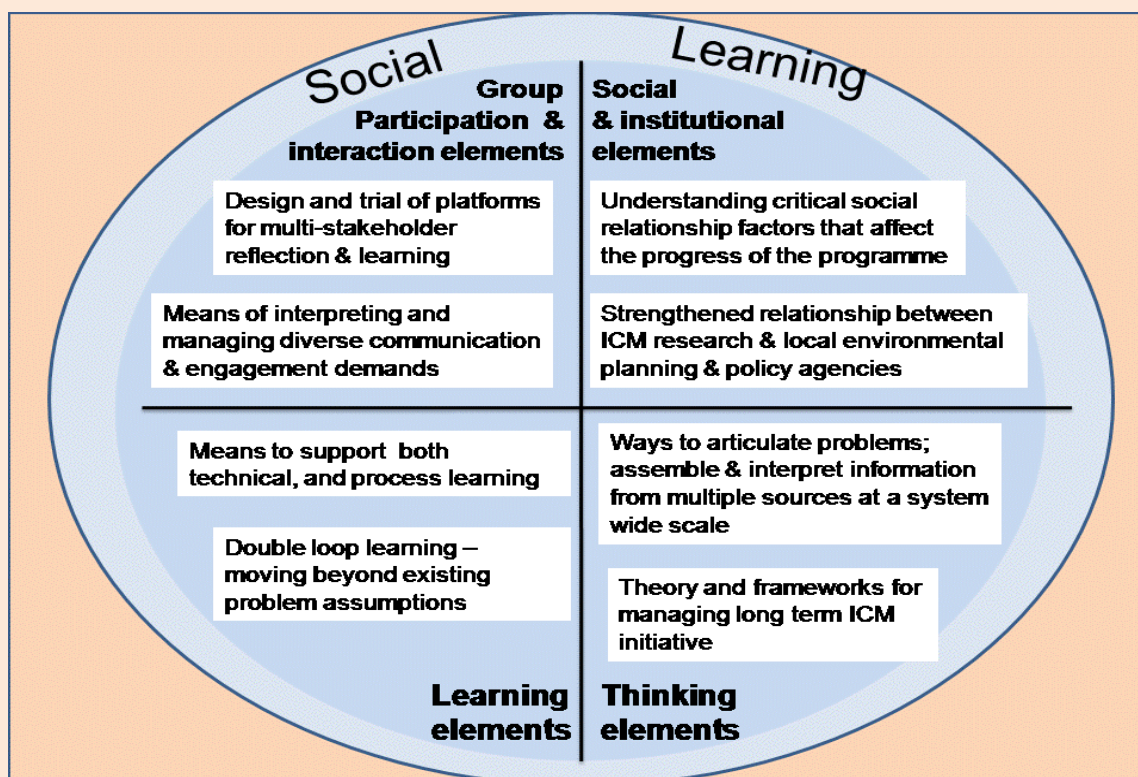 Social Learning
Group
Participation &
interaction elements
Social
& institutional
elements
Design and trial of platforms
for multi-stakeholder
reflection & learning
Understanding critical social
relationship factors that affect
the progress of the programme
Means of interpreting and
managing diverse communication
& engagement demands
Strengthened relationship between
ICM research & local environmental
planning & policy agencies
Means to support both
technical, and process learning
Ways to articulate problems;
assemble & interpret information
from multiple sources at a system
wide scale
Double loop learning –
moving beyond existing
problem assumptions
Theory and frameworks for
managing long term ICM
initiative
Learning
elements
Thinking
elements